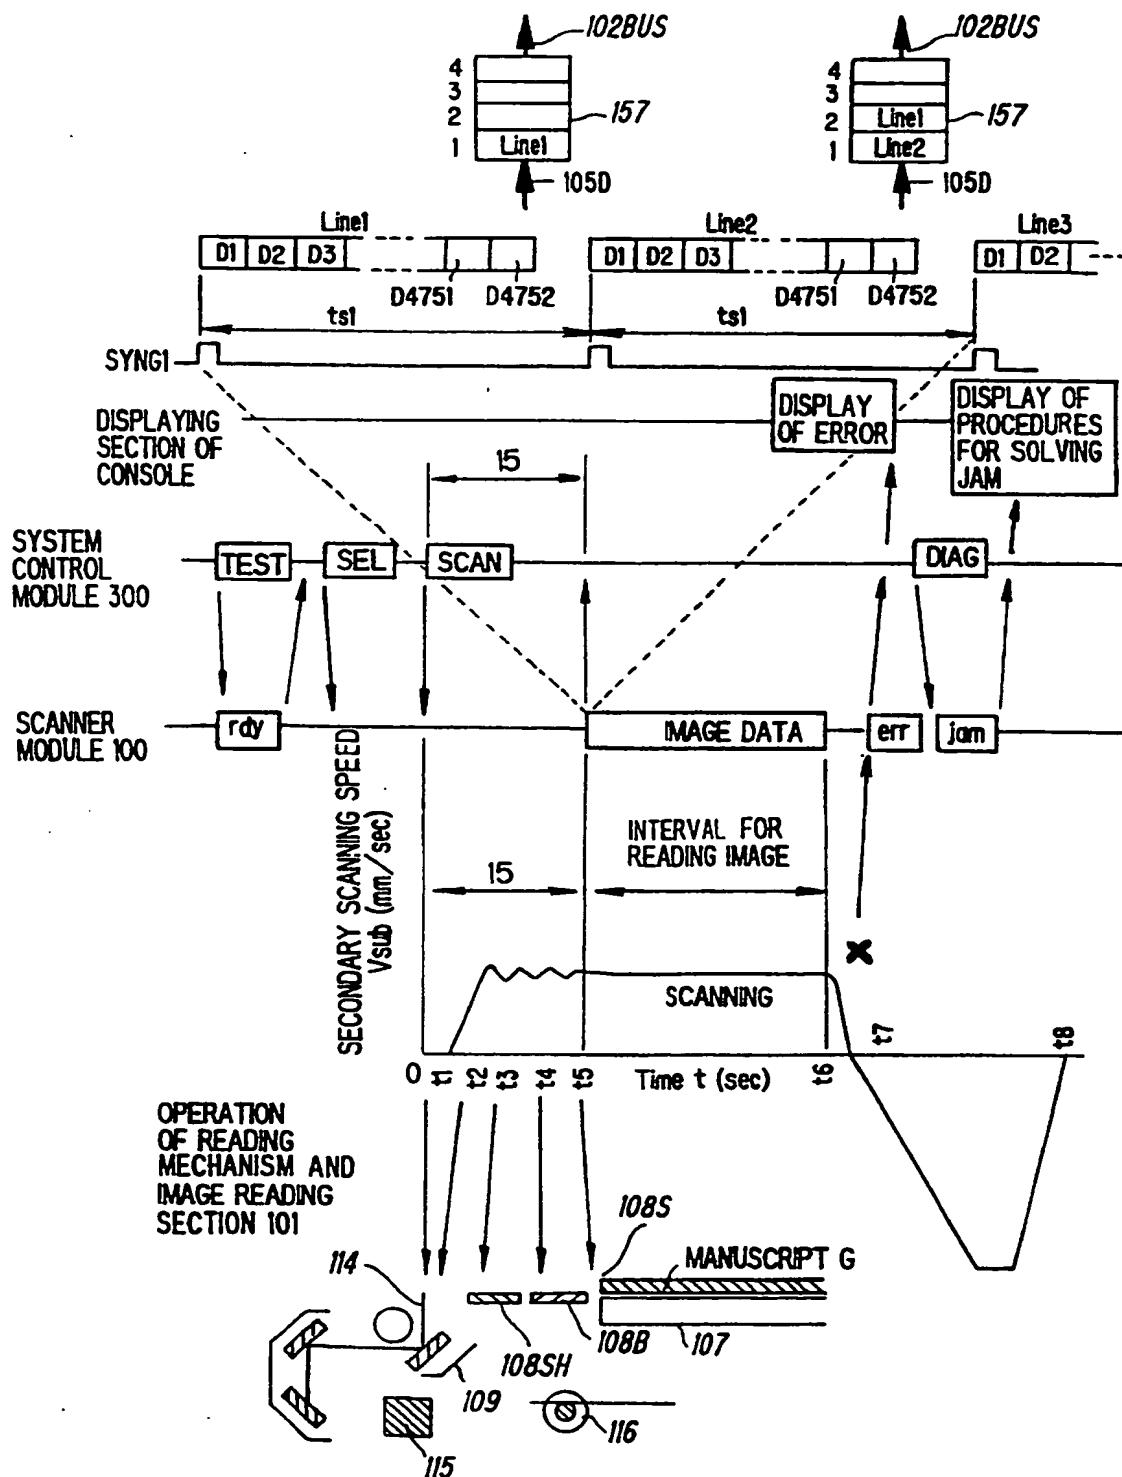 102BUS
102BUS
4
3
2
1
Line1
157
105D
4
3
2
1
Line1
Line2
157
105D
Line1
D1 D2 D3
D4751 D4752
Line2
D1 D2 D3
D4751 D4752
Line3
D1 D2
ts1
ts1
SYNG1
DISPLAYING
SECTION OF
CONSOLE
DISPLAY
OF ERROR
DISPLAY OF
PROCEDURES
FOR SOLVING
JAM
15
SYSTEM
CONTROL
MODULE 300
TEST
SEL
SCAN
DIAG
SCANNER
MODULE 100
rdy
IMAGE DATA
err
jam
SECONDARY SCANNING SPEED
Vsub (mm/sec)
15
INTERVAL FOR
READING IMAGE
SCANNING
0
t1
t2
t3
t4
t5
Time t (sec)
t6
t7
t8
OPERATION
OF READING
MECHANISM AND
IMAGE READING
SECTION 101
108S
MANUSCRIPT G
114
108SH
108B
107
109
115
116